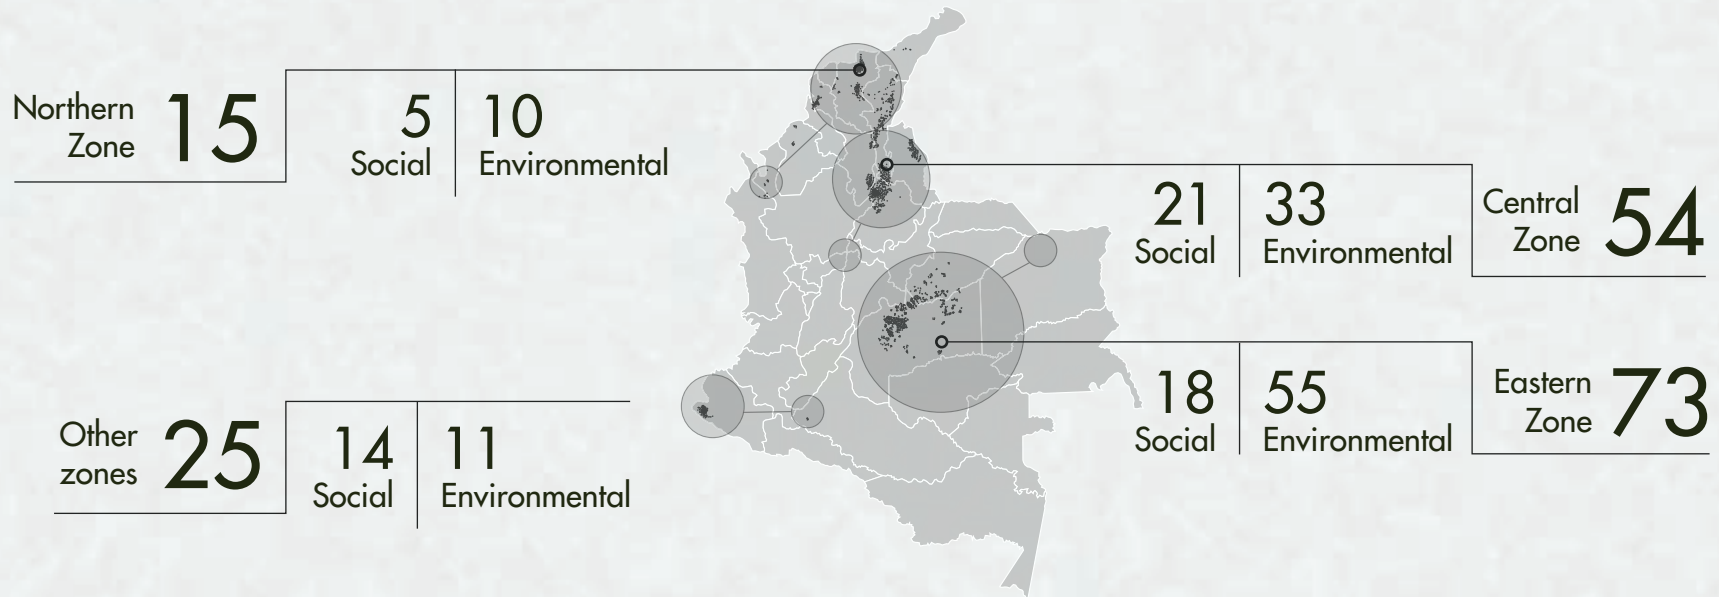 Northern
Zone
15
5
Social
10
Environmental
21
Social
33
Environmental
Central
Zone
54
Other
zones
25
14
Social
11
Environmental
18
Social
55
Environmental
Eastern
Zone
73